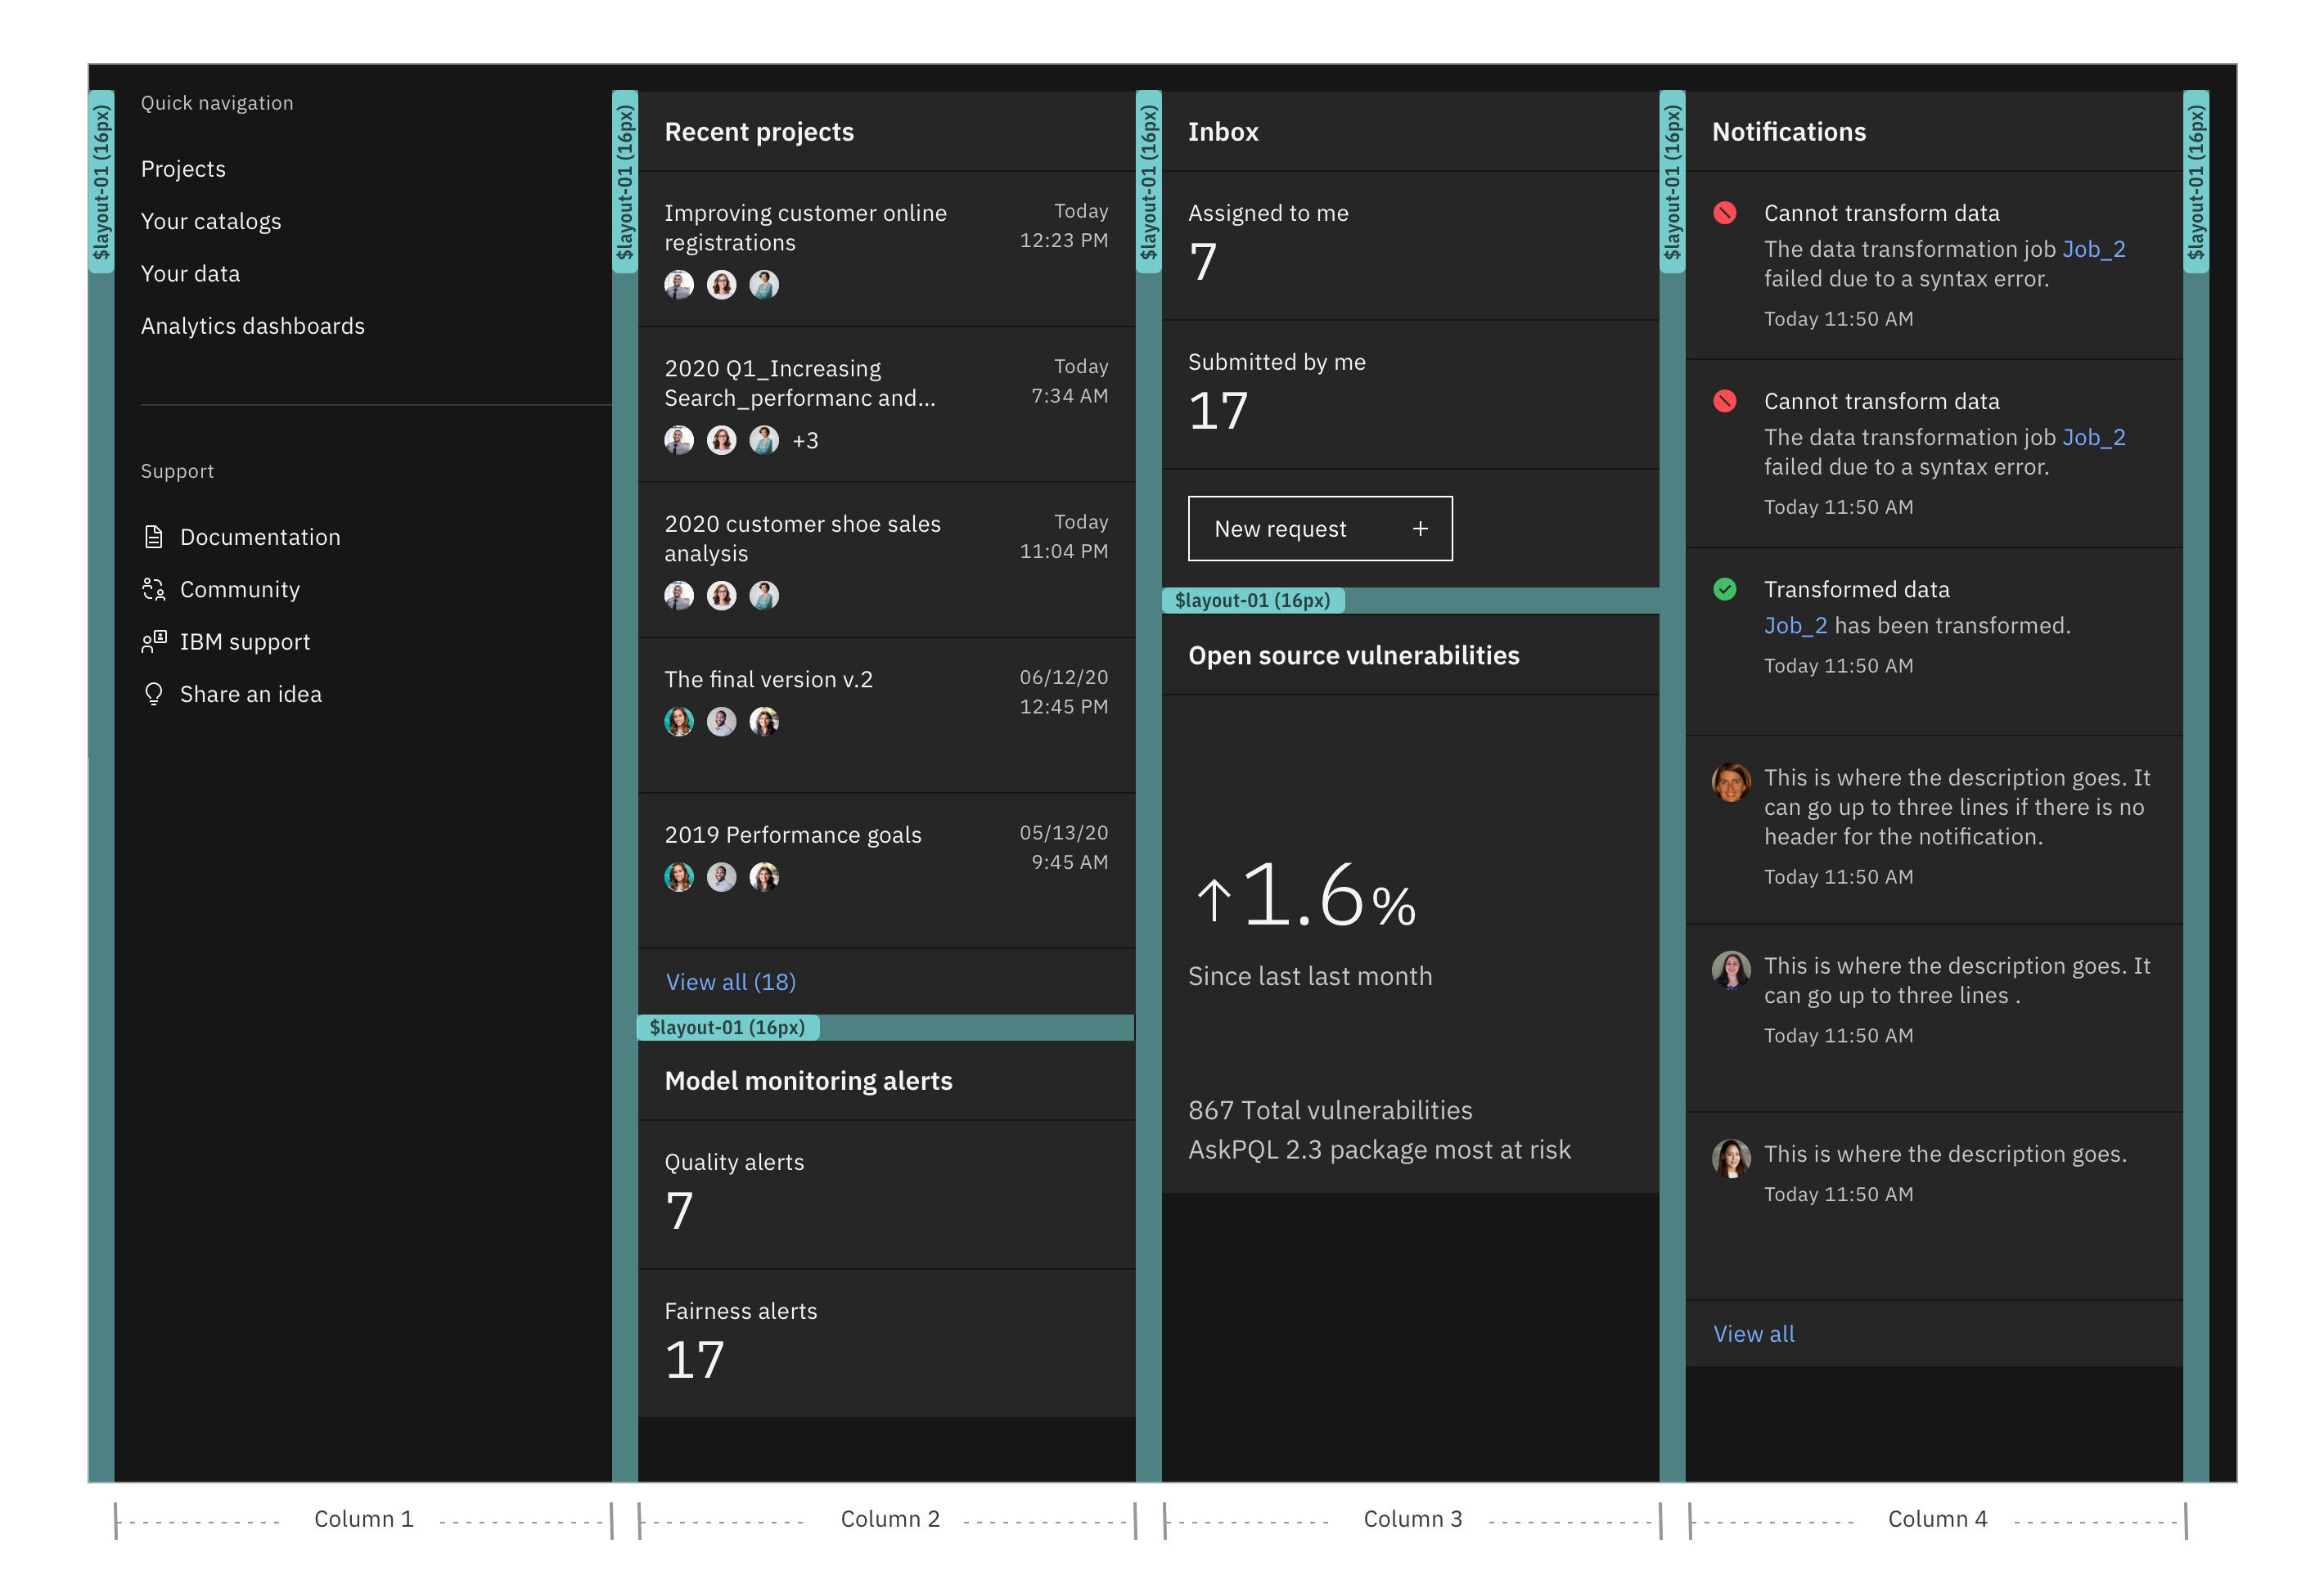 $layout-01 (16px)
Quick navigation
Projects
Your catalogs
Your data
Analytics dashboards
Support
Documentation
Community
IBM support
Share an idea
$layout-01 (16px)
Recent projects
Improving customer online
registrations
Today
12:23 PM
2020 Q1_Increasing
Search_performanc and...
Today
7:34 AM
+3
2020 customer shoe sales
analysis
Today
11:04 PM
The final version v.2
06/12/20
12:45 PM
2019 Performance goals
05/13/20
9:45 AM
View all (18)
$layout-01 (16px)
Model monitoring alerts
Quality alerts
7
Fairness alerts
17
$layout-01 (16px)
Inbox
Assigned to me
7
Submitted by me
17
New request +
$layout-01 (16px)
Open source vulnerabilities
↑1.6%
Since last last month
867 Total vulnerabilities
AskPQL 2.3 package most at risk
$layout-01 (16px)
Notifications
Cannot transform data
The data transformation job Job_2
failed due to a syntax error.
Today 11:50 AM
Cannot transform data
The data transformation job Job_2
failed due to a syntax error.
Today 11:50 AM
Transformed data
Job_2 has been transformed.
Today 11:50 AM
This is where the description goes. It
can go up to three lines if there is no
header for the notification.
Today 11:50 AM
This is where the description goes. It
can go up to three lines .
Today 11:50 AM
This is where the description goes.
Today 11:50 AM
View all
$layout-01 (16px)
Column 1
Column 2
Column 3
Column 4